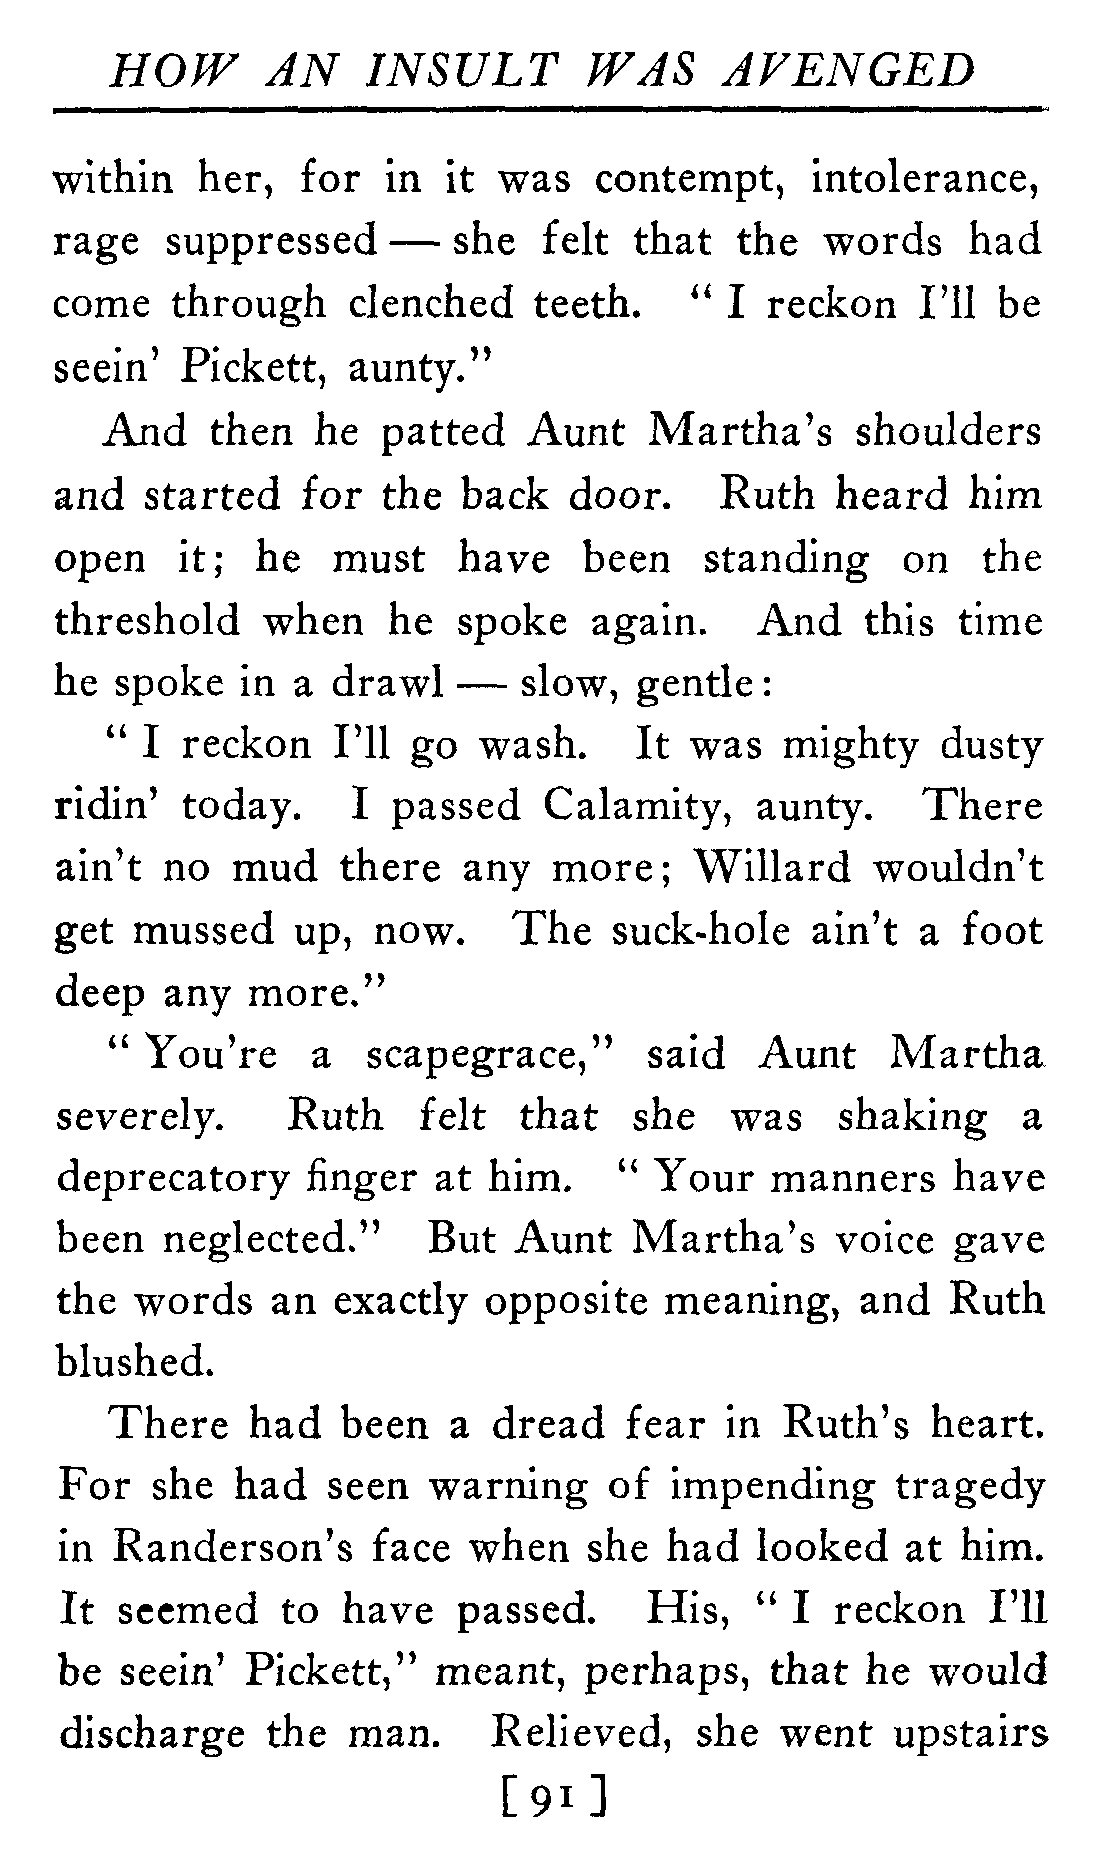 HOW AN INSULT WAS AVENGED
within her, for in it was contempt, intolerance,
rage suppressed — she felt that the words had
come through clenched teeth. “ I reckon I’ll be
seein’ Pickett, aunty.”
And then he patted Aunt Martha’s shoulders
and started for the back door. Ruth heard him
open it; he must have been standing on the
threshold when he spoke again. And this time
he spoke in a drawl — slow, gentle:
“ I reckon I’ll go wash. It was mighty dusty
ridin’ today. I passed Calamity, aunty. There
ain’t no mud there any more; Willard wouldn’t
get mussed up, now. The suck-hole ain’t a foot
deep any more.”
“ You’re a scapegrace,” said Aunt Martha
severely. Ruth felt that she was shaking a
deprecatory finger at him. “ Your manners have
been neglected.” But Aunt Martha’s voice gave
the words an exactly opposite meaning, and Ruth
blushed.
There had been a dread fear in Ruth’s heart.
For she had seen warning of impending tragedy
in Randerson’s face when she had looked at him.
It seemed to have passed. His, “ I reckon I’ll
be seein’ Pickett,” meant, perhaps, that he would
discharge the man. Relieved, she went upstairs
[ 91 ]